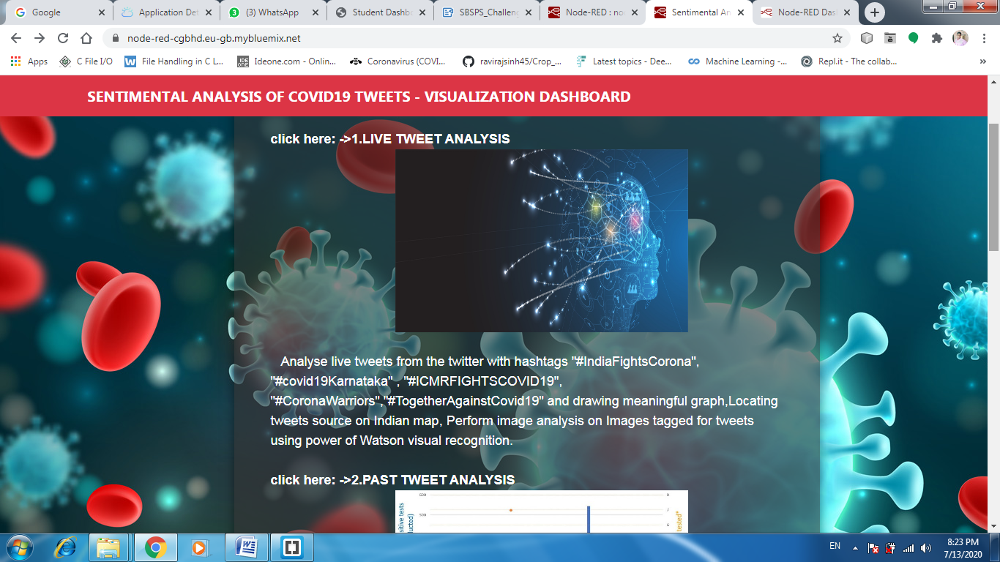 Google
Application Det
(3) WhatsApp
Student Dashbo
SBSPS_Challeng
Node-RED : nod
Sentimental An
Node-RED Das
node-red-cgbhd.eu-gb.mybluemix.net
Apps
C File I/O
File Handling in C L...
Ideone.com - Onlin...
Coronavirus (COVI...
ravirajsinh45/Crop_...
Latest topics - Dee...
Machine Learning -...
Repl.it - The collab...
»
SENTIMENTAL ANALYSIS OF COVID19 TWEETS - VISUALIZATION DASHBOARD
click here: ->1.LIVE TWEET ANALYSIS
Analyse live tweets from the twitter with hashtags "#IndiaFightsCorona",
"#covid19Karnataka" , "#ICMRFIGHTSCOVID19",
"#CoronaWarriors","#TogetherAgainstCovid19" and drawing meaningful graph,Locating
tweets source on Indian map, Perform image analysis on Images tagged for tweets
using power of Watson visual recognition.
click here: ->2.PAST TWEET ANALYSIS
600
500
8
7
6
sitive tests
ducted)
tested*
EN
8:23 PM
7/13/2020